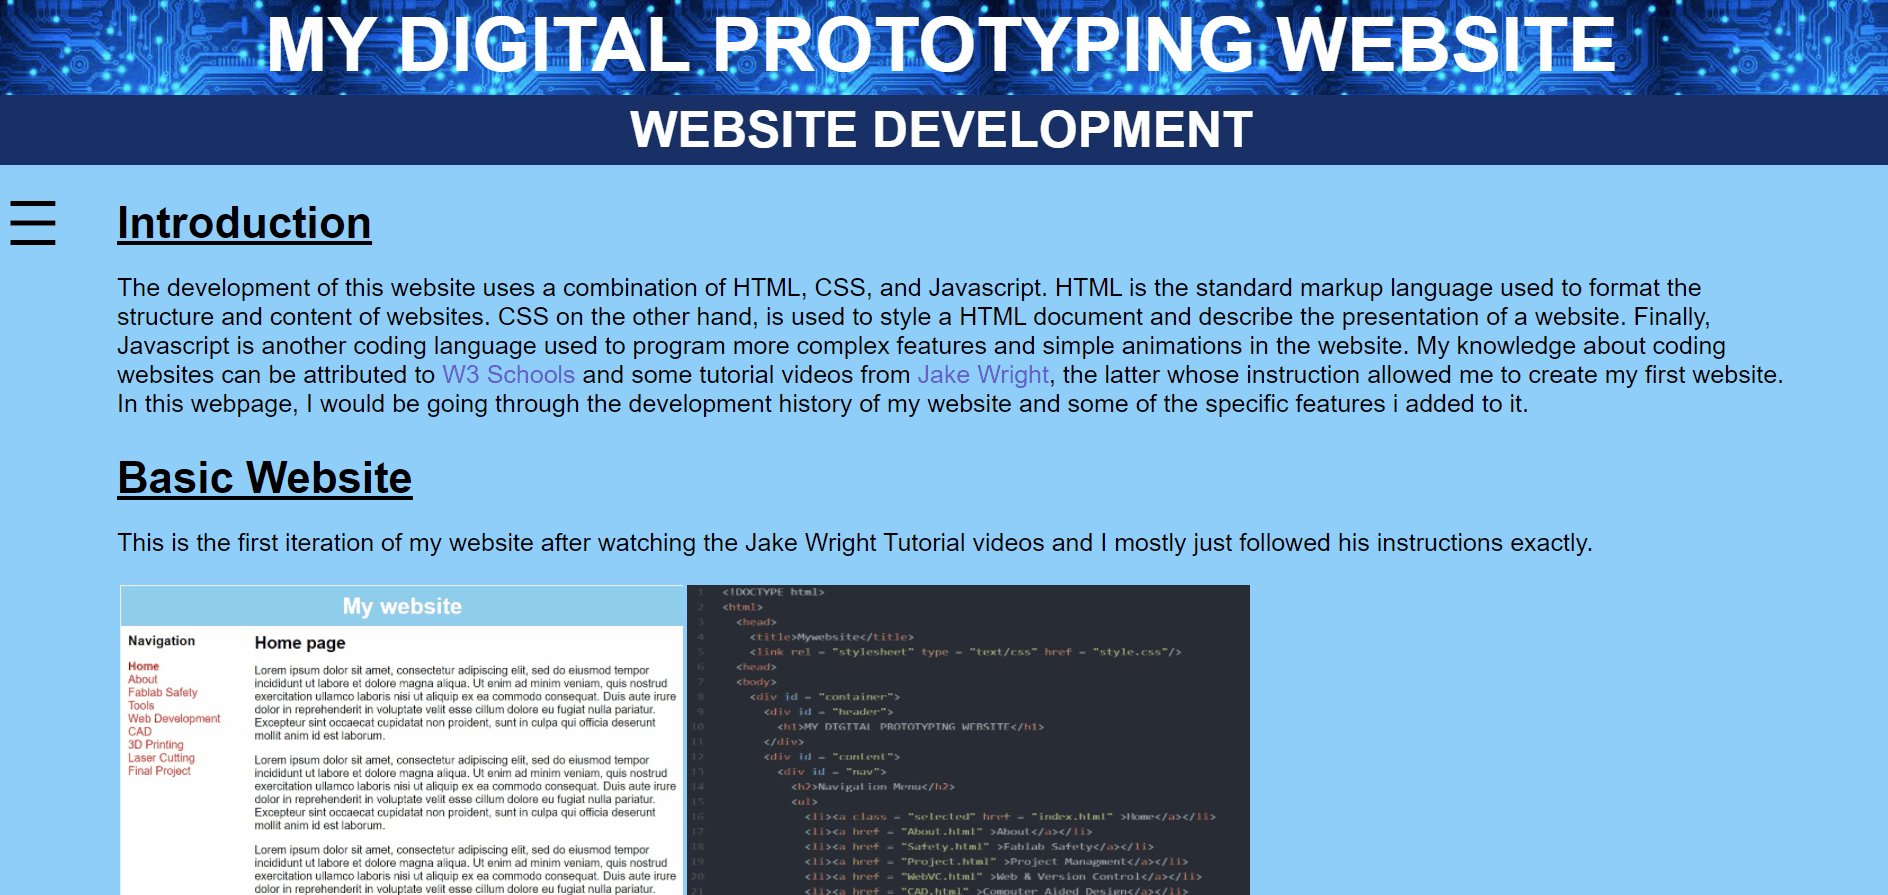 MY DIGITAL PROTOTYPING WEBSITE
WEBSITE DEVELOPMENT
Introduction
The development of this website uses a combination of HTML, CSS, and Javascript. HTML is the standard markup language used to format the
structure and content of websites. CSS on the other hand, is used to style a HTML document and describe the presentation of a website. Finally,
Javascript is another coding language used to program more complex features and simple animations in the website. My knowledge about coding
websites can be attributed to W3 Schools and some tutorial videos from Jake Wright, the latter whose instruction allowed me to create my first website.
In this webpage, I would be going through the development history of my website and some of the specific features i added to it.
Basic Website
This is the first iteration of my website after watching the Jake Wright Tutorial videos and I mostly just followed his instructions exactly.
My website
Navigation
Home
About
Fablab Safety
Tools
Web Development
CAD
3D Printing
Laser Cutting
Final Project
Home page
Lorem ipsum dolor sit amet, consectetur adipiscing elit, sed do eiusmod tempor
incididunt ut labore et dolore magna aliqua. Ut enim ad minim veniam, quis nostrud
exercitation ullamco laboris nisi ut aliquip ex ea commodo consequat. Duis aute irure
dolor in reprehenderit in voluptate velit esse cillum dolore eu fugiat nulla pariatur.
Excepteur sint occaecat cupidatat non proident, sunt in culpa qui officia deserunt
mollit anim id est laborum.
Lorem ipsum dolor sit amet, consectetur adipiscing elit, sed do eiusmod tempor
incididunt ut labore et dolore magna aliqua. Ut enim ad minim veniam, quis nostrud
exercitation ullamco laboris nisi ut aliquip ex ea commodo consequat. Duis aute irure
dolor in reprehenderit in voluptate velit esse cillum dolore eu fugiat nulla pariatur.
Excepteur sint occaecat cupidatat non proident, sunt in culpa qui officia deserunt
mollit anim id est laborum.
Lorem ipsum dolor sit amet, consectetur adipiscing elit, sed do eiusmod tempor
incididunt ut labore et dolore magna aliqua. Ut enim ad minim veniam, quis nostrud
exercitation ullamco laboris nisi ut aliquip ex ea commodo consequat. Duis aute irure
dolor in reprehenderit in voluptate velit esse cillum dolore eu fugiat nulla pariatur.
1 <!DOCTYPE html>
2 <html>
3 <head>
4 <title>Mywebsite</title>
5 <link rel = "stylesheet" type = "text/css" href = "style.css"/>
6 <head>
7 <body>
8 <div id = "container">
9 <div id = "header">
10 <h1>MY DIGITAL PROTOTYPING WEBSITE</h1>
11 </div>
12 <div id = "content">
13 <div id = "nav">
14 <h2>Navigation Menu</h2>
15 <ul>
16 <li><a class = "selected" href = "index.html" >Home</a></li>
17 <li><a href = "About.html" >About</a></li>
18 <li><a href = "Safety.html" >Fablab Safety</a></li>
19 <li><a href = "Project.html" >Project Managment</a></li>
20 <li><a href = "WebVC.html" >Web & Version Control</a></li>
21 <li><a href = "CAD.html" >Computer Aided Design</a></li>